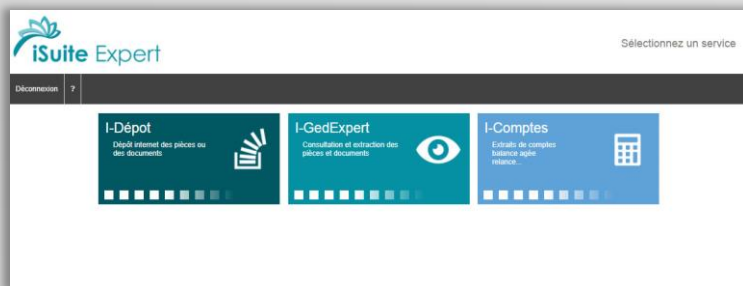 iSuite Expert
Sélectionnez un service
Déconnexion ?
I-Dépot
Dépôt internet des pièces ou
des documents
I-GedExpert
Consultation et extraction des
pièces et documents
I-Comptes
Extraits de comptes
balance agée
relance...